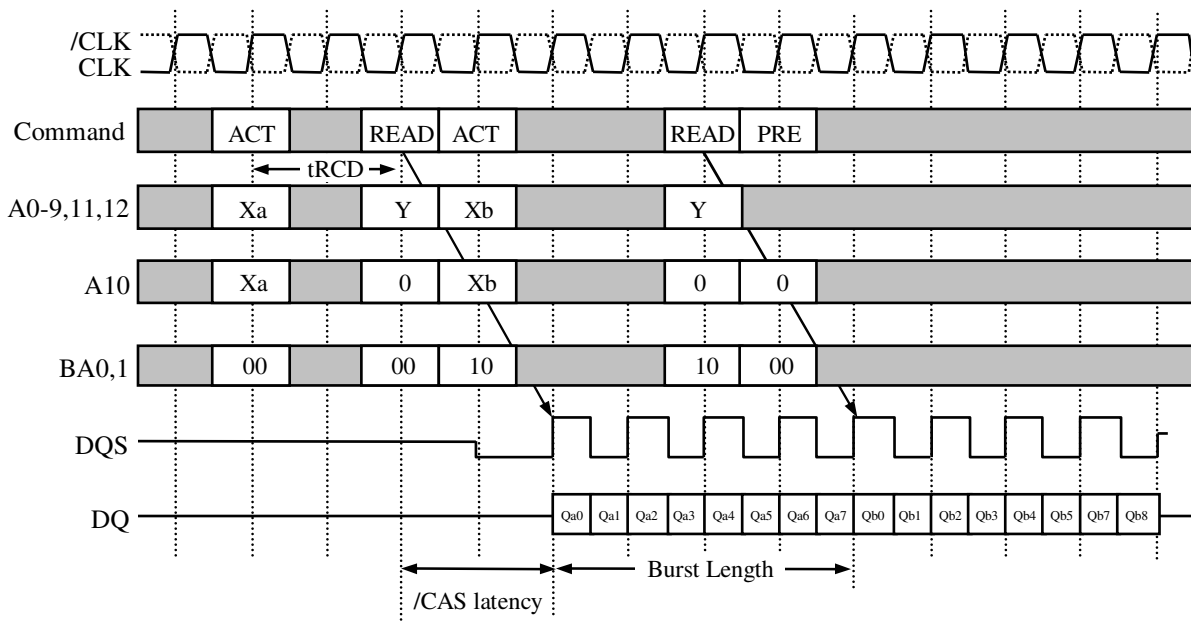 /CLK
CLK
Command ACT READ ACT READ PRE
tRCD
A0-9,11,12 Xa Y Xb Y
A10 Xa 0 Xb 0 0
BA0,1 00 00 10 10 00
DQS
DQ Qa0 Qa1 Qa2 Qa3 Qa4 Qa5 Qa6 Qa7 Qb0 Qb1 Qb2 Qb3 Qb4 Qb5 Qb7 Qb8
Burst Length
/CAS latency